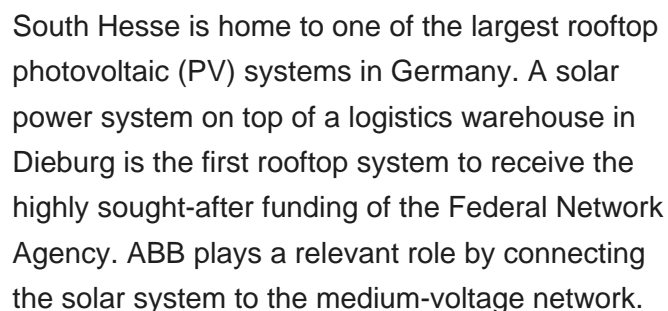 South Hesse is home to one of the largest rooftop
photovoltaic (PV) systems in Germany. A solar
power system on top of a logistics warehouse in
Dieburg is the first rooftop system to receive the
highly sought-after funding of the Federal Network
Agency. ABB plays a relevant role by connecting
the solar system to the medium-voltage network.